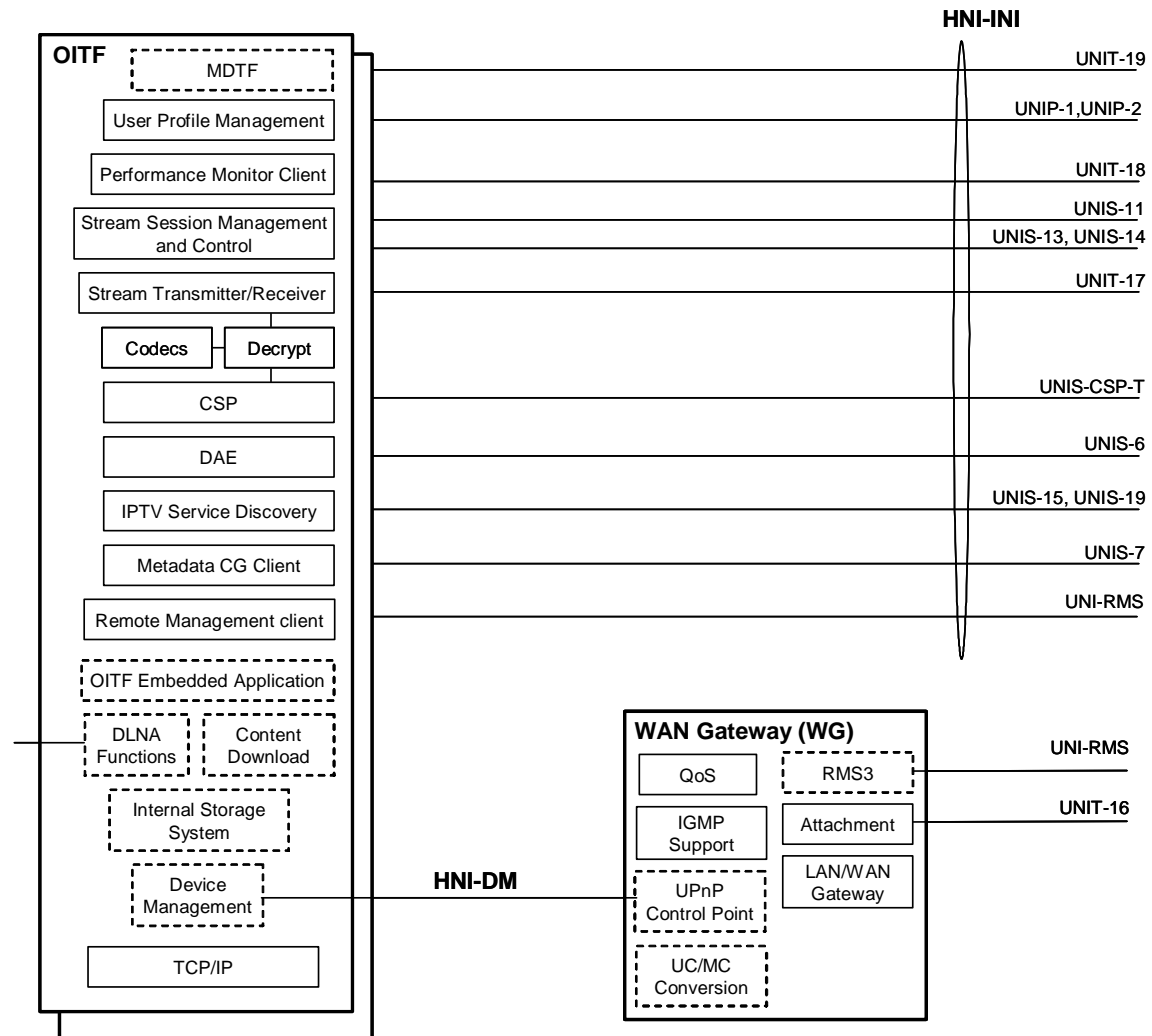 HNI-INI
OITF
MDTF
UNIT-19
User Profile Management
UNIP-1,UNIP-2
Performance Monitor Client
UNIT-18
Stream Session Management
and Control
UNIS-11
UNIS-13, UNIS-14
Stream Transmitter/Receiver
UNIT-17
Codecs
Decrypt
CSP
UNIS-CSP-T
DAE
UNIS-6
IPTV Service Discovery
UNIS-15, UNIS-19
Metadata CG Client
UNIS-7
Remote Management client
UNI-RMS
OITF Embedded Application
DLNA
Functions
Content
Download
Internal Storage
System
Device
Management
HNI-DM
TCP/IP
WAN Gateway (WG)
QoS
RMS3
UNI-RMS
IGMP
Support
Attachment
UNIT-16
UPnP
Control Point
LAN/WAN
Gateway
UC/MC
Conversion